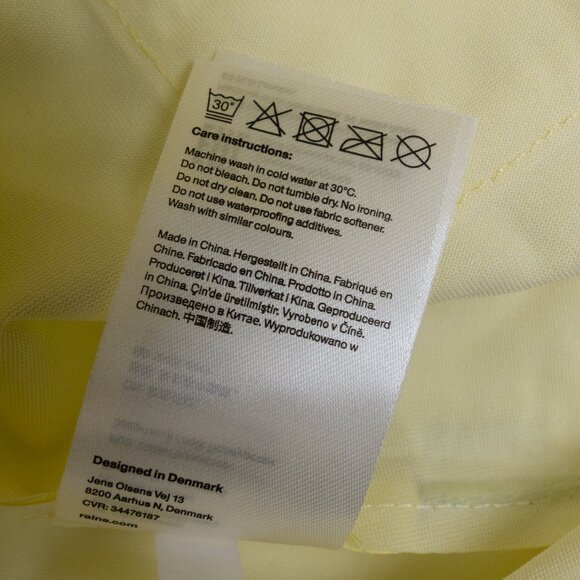 30°
Care instructions:
Machine wash in cold water at 30°C.
Do not bleach. Do not tumble dry. No ironing.
Do not dry clean. Do not use fabric softener.
Do not use waterproofing additives.
Wash with similar colours.
Made in China. Hergestellt in China. Fabriqué en
Chine. Fabricado en China. Prodotto in China.
Produceret i Kina. Tillverkat i Kina. Geproduceerd
in China. Çin'de üretilmiştir. Vyrobeno v Číně.
Произведено в Китае. Wyprodukowano w
Chinach. 中国制造.
Designed in Denmark
Jens Olsens Vej 13
8200 Aarhus N, Denmark
CVR: 34478187
rains.com